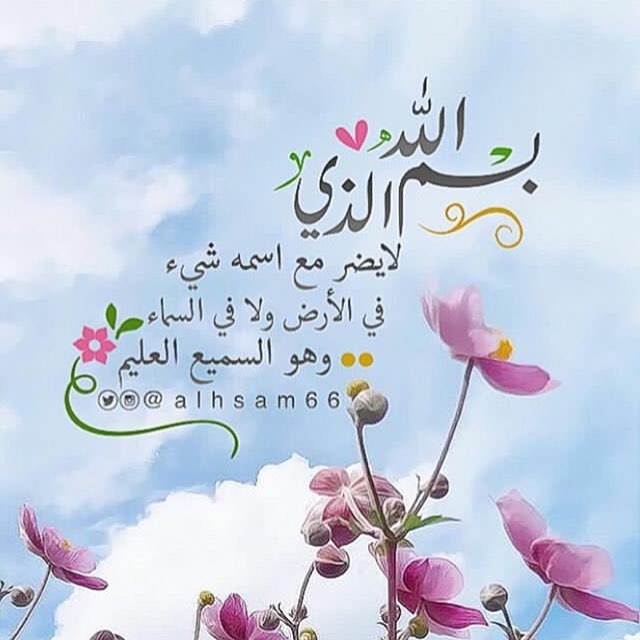 بسم الله
الذي
لايضر مع اسمه شيء
في الأرض ولا في السماء
وهو السميع العليم
@alhsam66